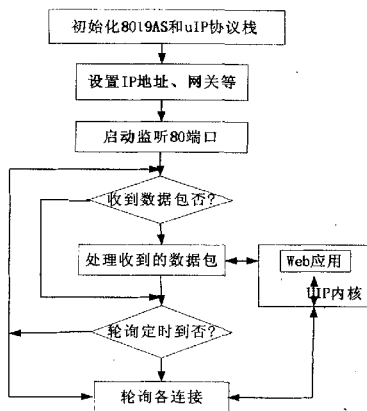 初始化8019AS和uIP协议栈
设置IP地址、网关等
启动监听80端口
收到数据包否?
处理收到的数据包
Web应用
UIP内核
轮询定时到否?
轮询各连接